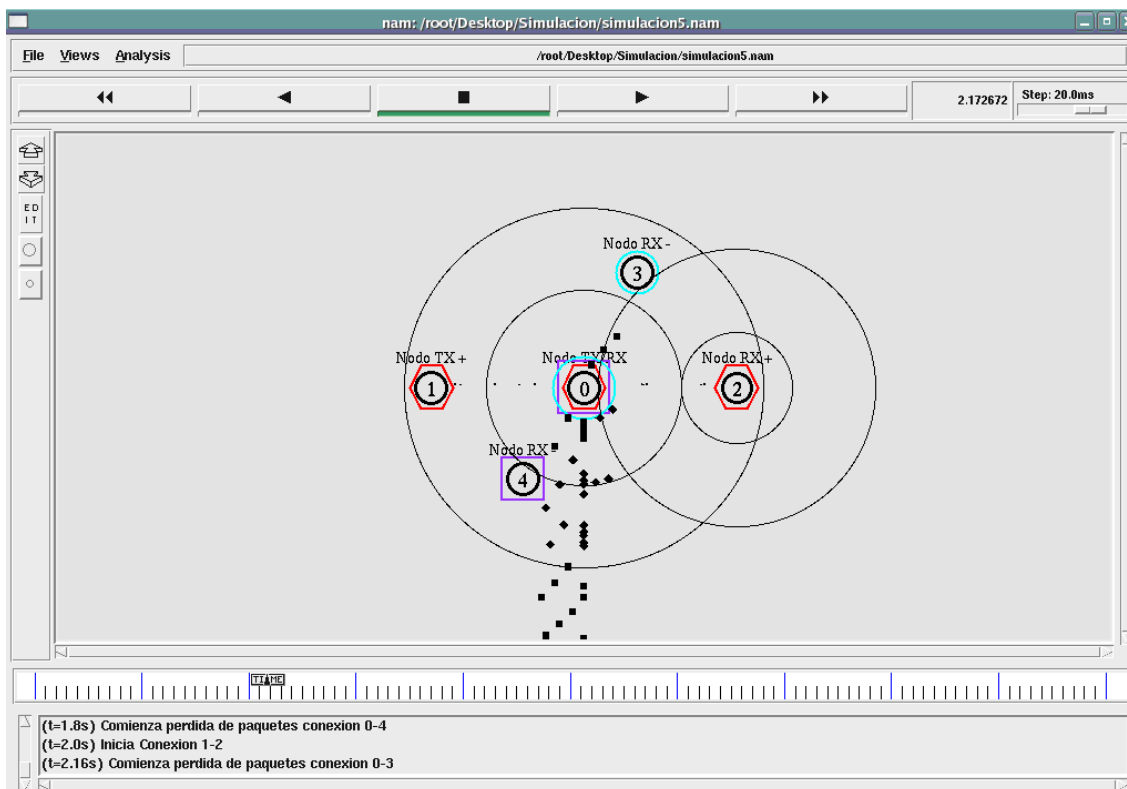 nam: /root/Desktop/Simulacion/simulacion5.nam
File Views Analysis /root/Desktop/Simulacion/simulacion5.nam
2.172672 Step: 20.0ms
E D
I T
Nodo RX -
3
Nodo TX + Nodo TX/RX Nodo RX +
1 0 2
Nodo RX -
4
TIME
(t=1.8s) Comienza perdida de paquetes conexion 0-4
(t=2.0s) Inicia Conexion 1-2
(t=2.16s) Comienza perdida de paquetes conexion 0-3